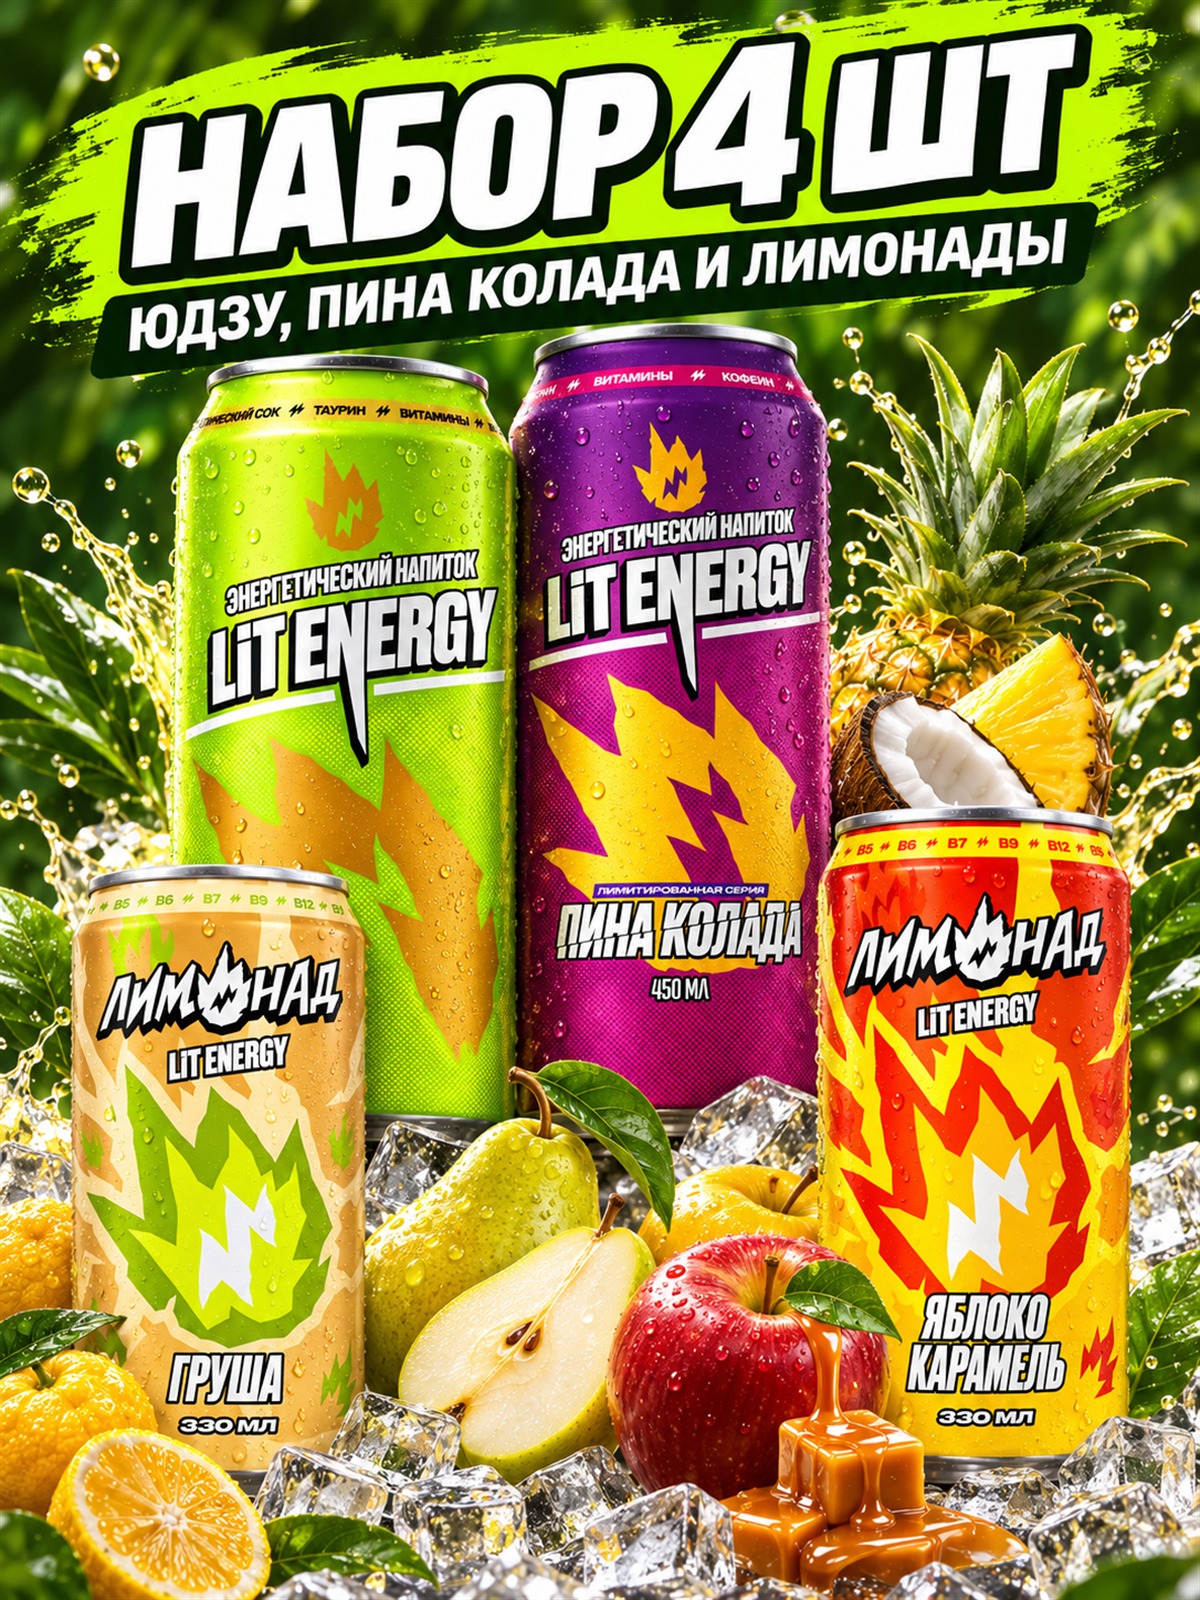 НАБОР 4 ШТ
ЮДЗУ, ПИНА КОЛАДА И ЛИМОНАДЫ
СОК ТАУРИН ВИТАМИНЫ
ЭНЕРГЕТИЧЕСКИЙ НАПИТОК
LiT ENERGY
ВИТАМИНЫ КОФЕИН
ЭНЕРГЕТИЧЕСКИЙ НАПИТОК
LiT ENERGY
ЛИМИТИРОВАННАЯ СЕРИЯ
ПИНА КОЛАДА
450 МЛ
B5 B6 B7 B9 B12
ЛИМОНАД
LiT ENERGY
ГРУША
330 МЛ
B5 B6 B7 B9 B12 B5
ЛИМОНАД
LiT ENERGY
ЯБЛОКО
КАРАМЕЛЬ
330 МЛ